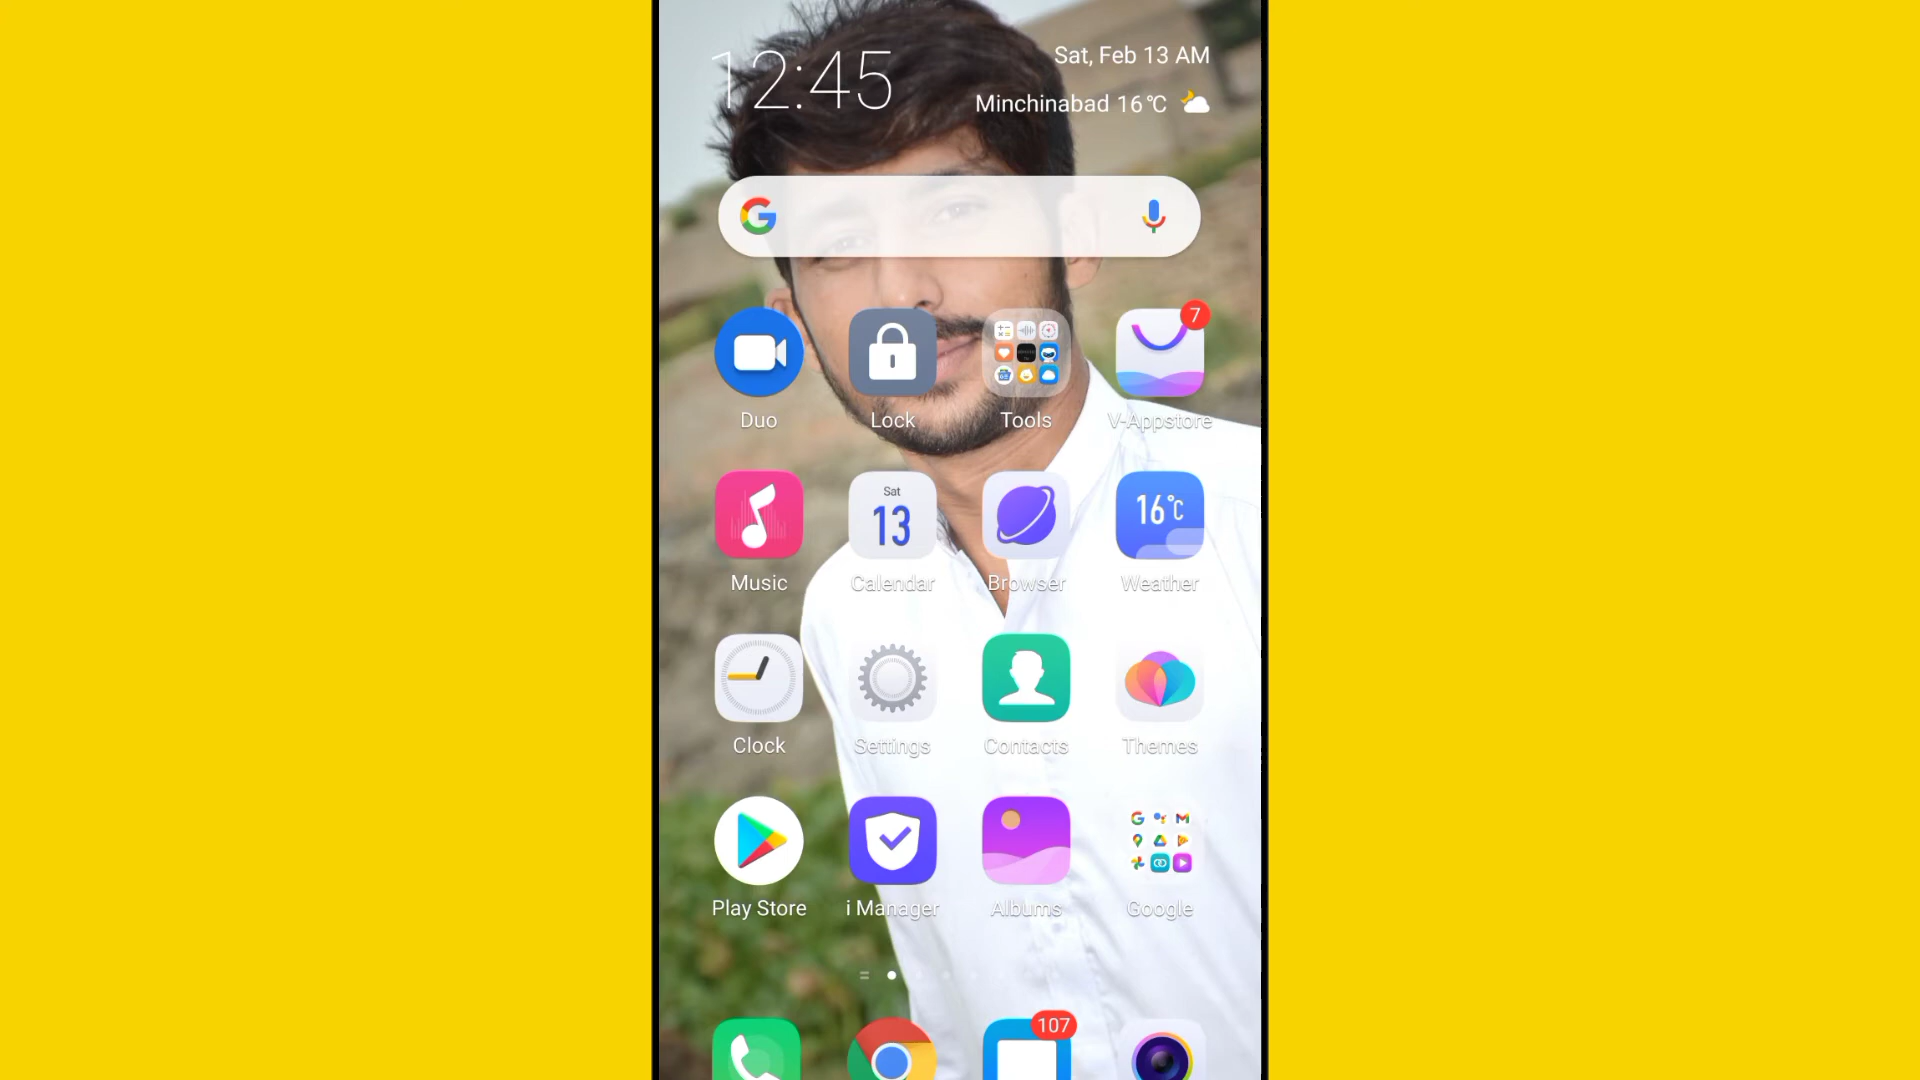 12:45
Sat, Feb 13 AM
Minchinabad 16°C
7
Duo Lock Tools V-Appstore
Sat
13
16°C
Music Calendar Browser Weather
Clock Settings Contacts Themes
Play Store i Manager Albums Google
107